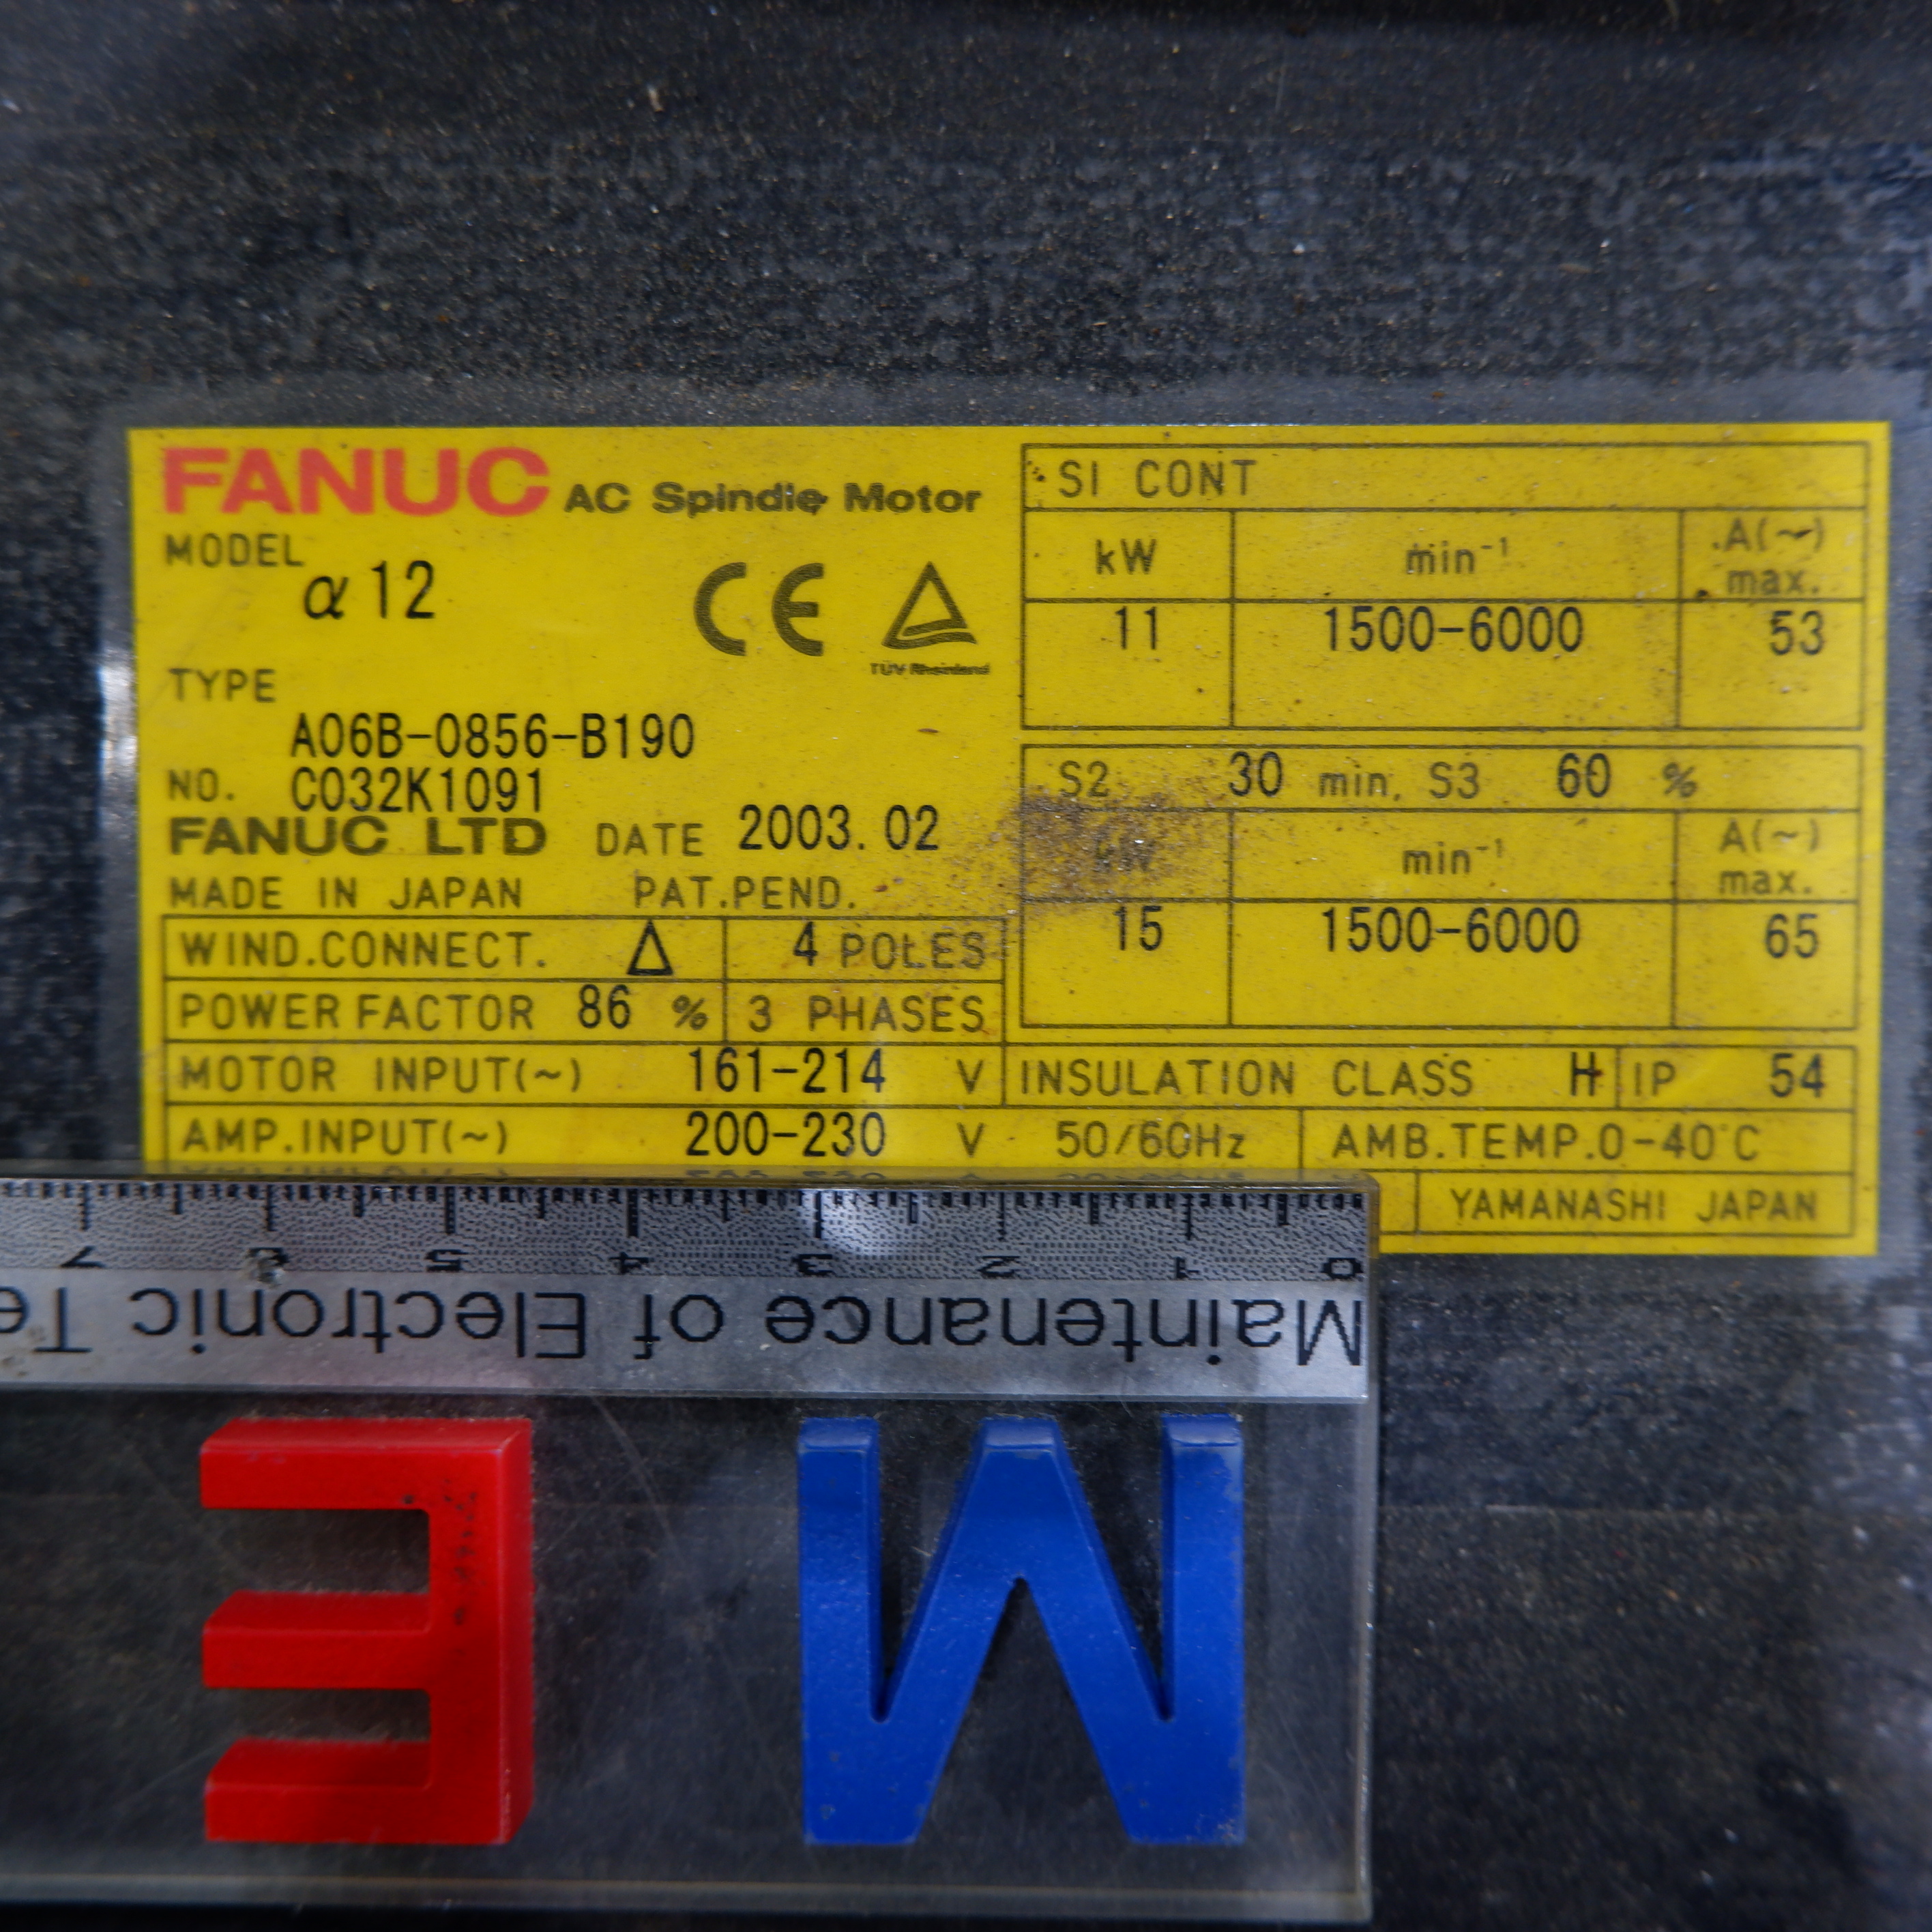 FANUC AC Spindle Motor
MODEL
α12
CE
TÜV Rheinland
TYPE
A06B-0856-B190
NO. C032K1091
FANUC LTD DATE 2003.02
MADE IN JAPAN PAT.PEND.
WIND.CONNECT. Δ 4 POLES
POWER FACTOR 86 % 3 PHASES
SI CONT
kW min⁻¹ A(~) max.
11 1500-6000 53
S2 30 min, S3 60 %
kW min⁻¹ A(~) max.
15 1500-6000 65
MOTOR INPUT(~) 161-214 V INSULATION CLASS H IP 54
AMP.INPUT(~) 200-230 V 50/60Hz AMB.TEMP.0-40°C
YAMANASHI JAPAN
0 1 2 3 4 5 6 7
Maintenance of Electronic
M E